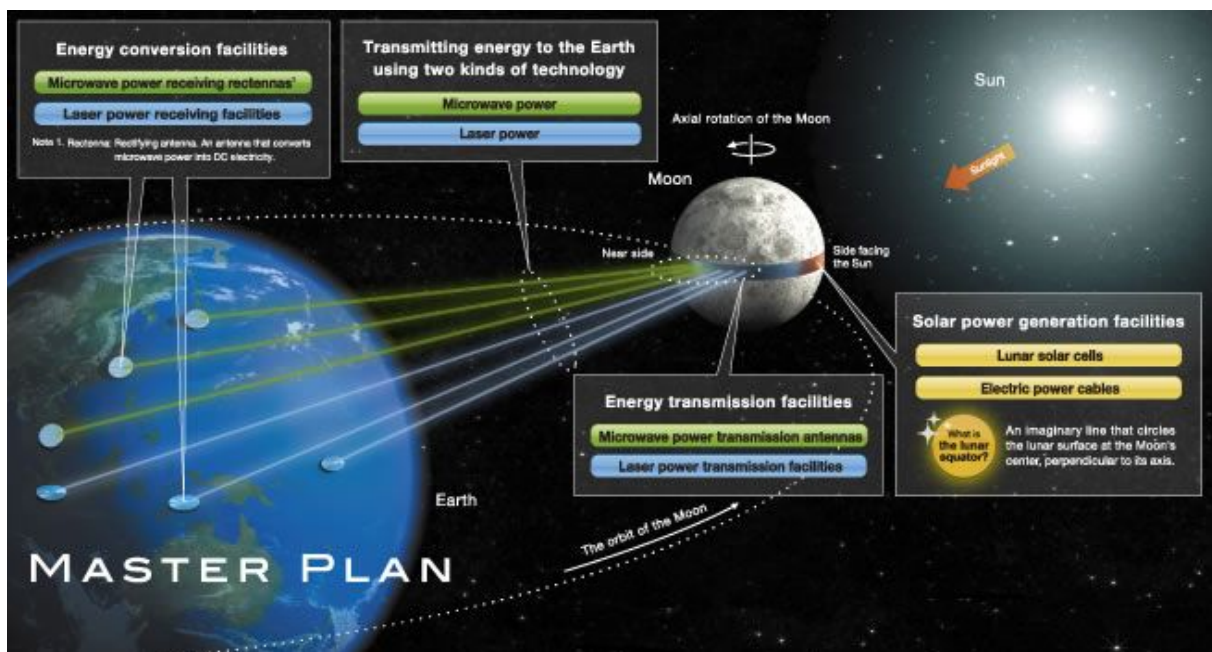 Energy conversion facilities
Microwave power receiving rectennas¹
Laser power receiving facilities
Note 1. Rectenna: Rectifying antenna. An antenna that converts
microwave power into DC electricity.
Transmitting energy to the Earth
using two kinds of technology
Microwave power
Laser power
Sun
Sunlight
Axial rotation of the Moon
Moon
Near side
Side facing
the Sun
Solar power generation facilities
Lunar solar cells
Electric power cables
What is
the lunar
equator?
An imaginary line that circles
the lunar surface at the Moon's
center, perpendicular to its axis.
Energy transmission facilities
Microwave power transmission antennas
Laser power transmission facilities
Earth
The orbit of the Moon
MASTER PLAN